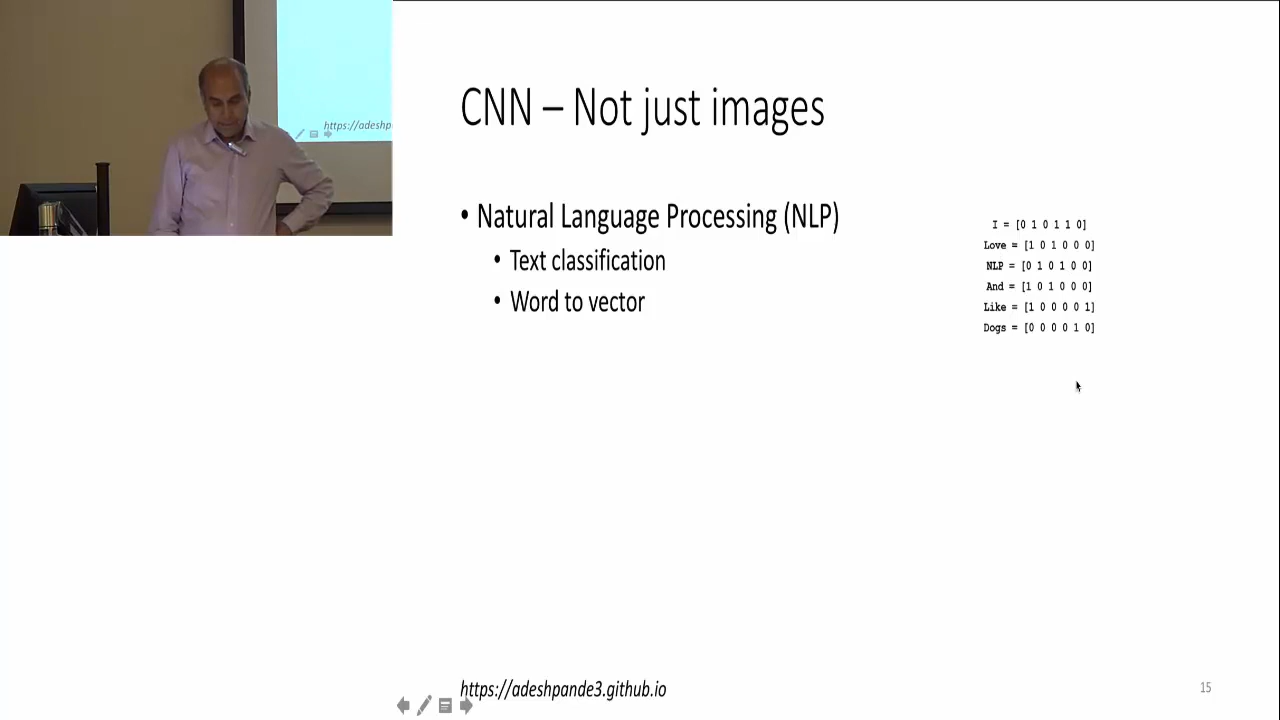 https://adeshp
CNN – Not just images
• Natural Language Processing (NLP)
• Text classification
• Word to vector
I = [0 1 0 1 1 0]
Love = [1 0 1 0 0 0]
NLP = [0 1 0 1 0 0]
And = [1 0 1 0 0 0]
Like = [1 0 0 0 0 1]
Dogs = [0 0 0 0 1 0]
https://adeshpande3.github.io
15